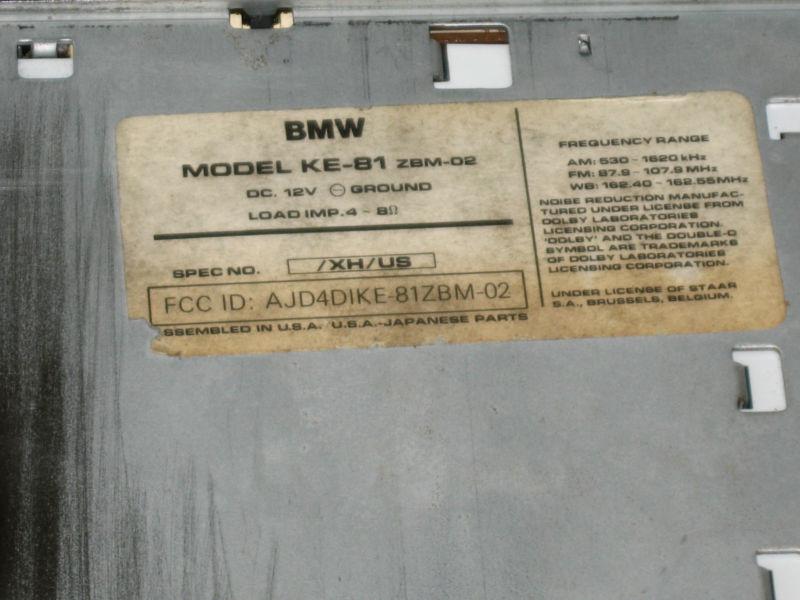 BMW
MODEL KE-81 ZBM-02
DC. 12V ⊖ GROUND
LOAD IMP. 4 ~ 8Ω
SPEC NO. /XH/US
FCC ID: AJD4DIKE-81ZBM-02
SSEMBLED IN U.S.A. U.S.A.-JAPANESE PARTS
FREQUENCY RANGE
AM: 530 ~ 1620 kHz
FM: 87.9 ~ 107.9 MHz
WB: 162.40 ~ 162.55MHz
NOISE REDUCTION MANUFAC-
TURED UNDER LICENSE FROM
DOLBY LABORATORIES
LICENSING CORPORATION.
'DOLBY' AND THE DOUBLE-D
SYMBOL ARE TRADEMARKS
OF DOLBY LABORATORIES
LICENSING CORPORATION.
UNDER LICENSE OF STAAR
S.A., BRUSSELS, BELGIUM.